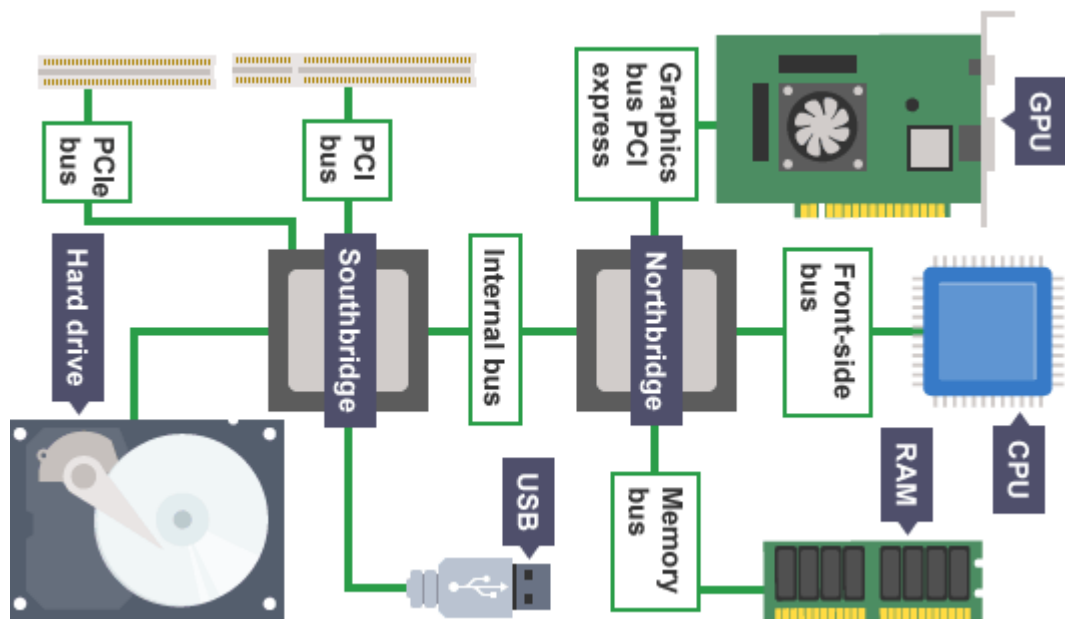 GPU
Graphics
bus PCI
express
PCI
bus
PCIe
bus
CPU
Front-side
bus
Northbridge
Internal bus
Southbridge
Hard drive
RAM
Memory
bus
USB